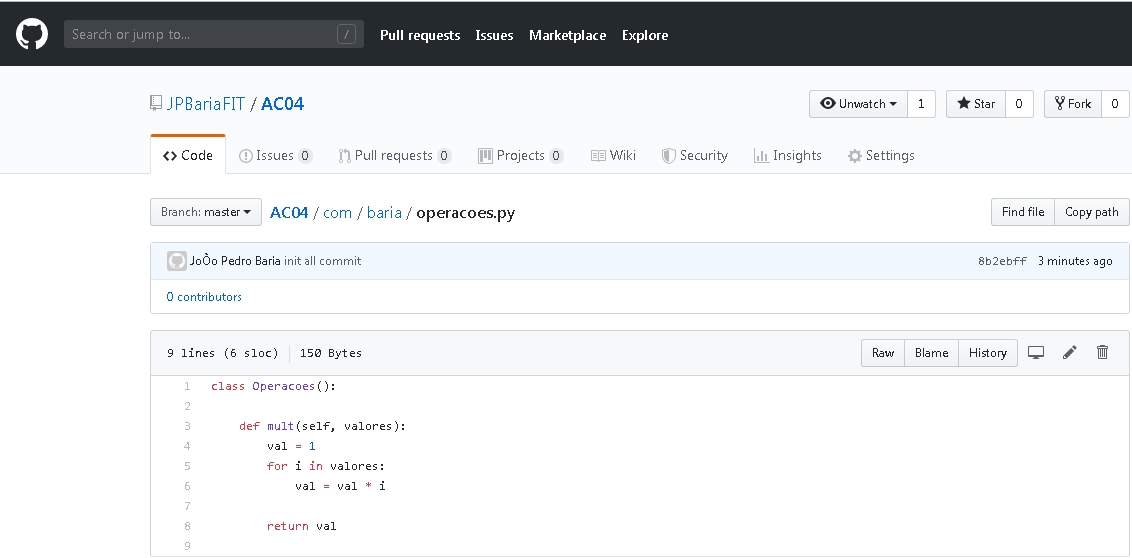 Search or jump to... /
Pull requests Issues Marketplace Explore
JPBariaFIT / AC04
Unwatch 1 Star 0 Fork 0
Code Issues 0 Pull requests 0 Projects 0 Wiki Security Insights Settings
Branch: master AC04 / com / baria / operacoes.py Find file Copy path
JoÒo Pedro Baria init all commit 8b2ebff 3 minutes ago
0 contributors
9 lines (6 sloc) 150 Bytes Raw Blame History
1 class Operacoes():
2
3 def mult(self, valores):
4 val = 1
5 for i in valores:
6 val = val * i
7
8 return val
9